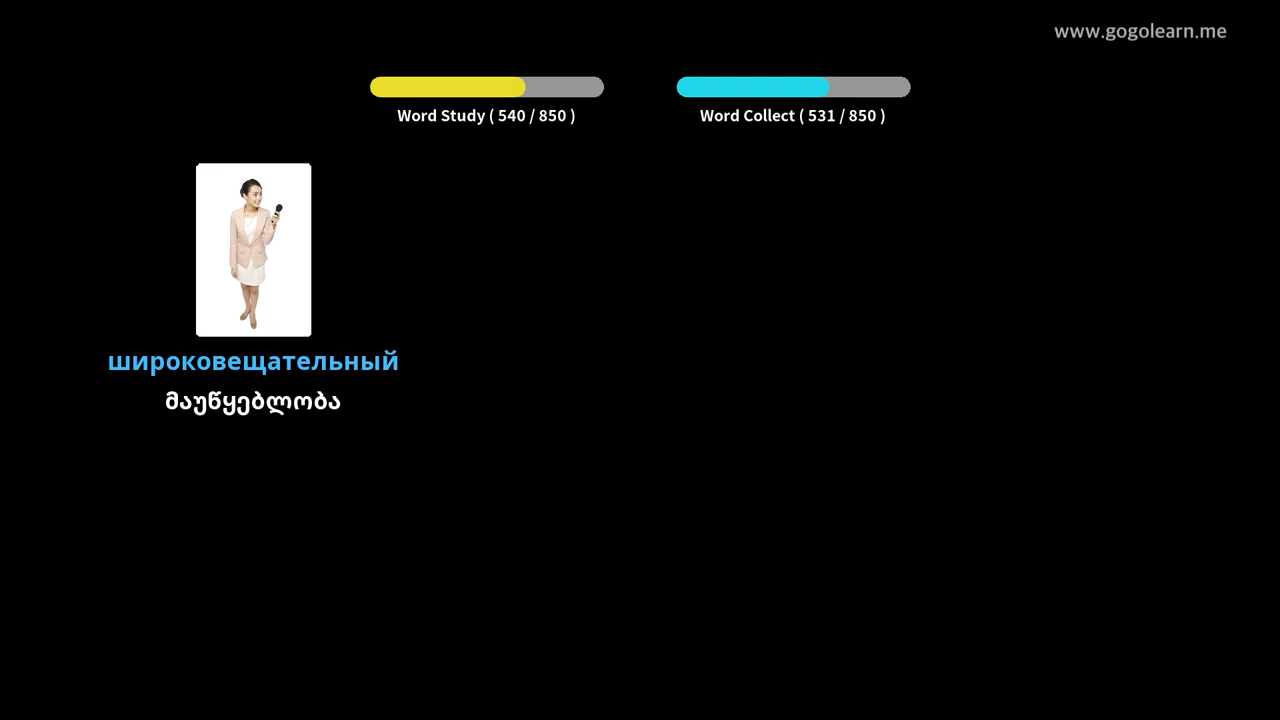 www.gogolearn.me
Word Study ( 540 / 850 )
Word Collect ( 531 / 850 )
широковещательный
მაუწყებლობა